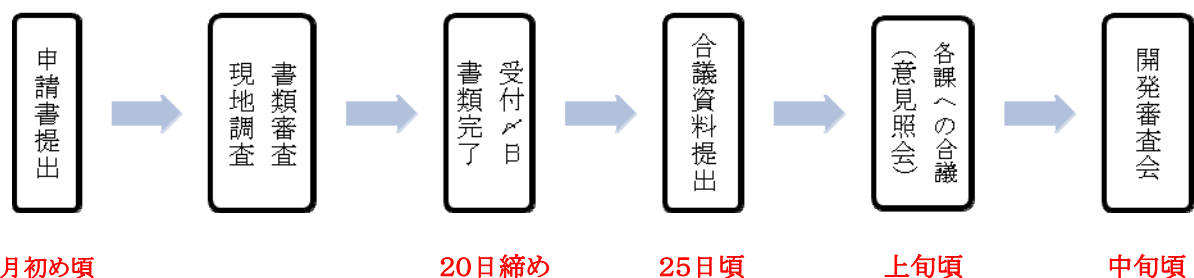 申請書提出
書類審査
現地調査
受付〆日
書類完了
合議資料提出
各課への合議
(意見照会)
開発審査会
月初め頃
20日締め
25日頃
上旬頃
中旬頃